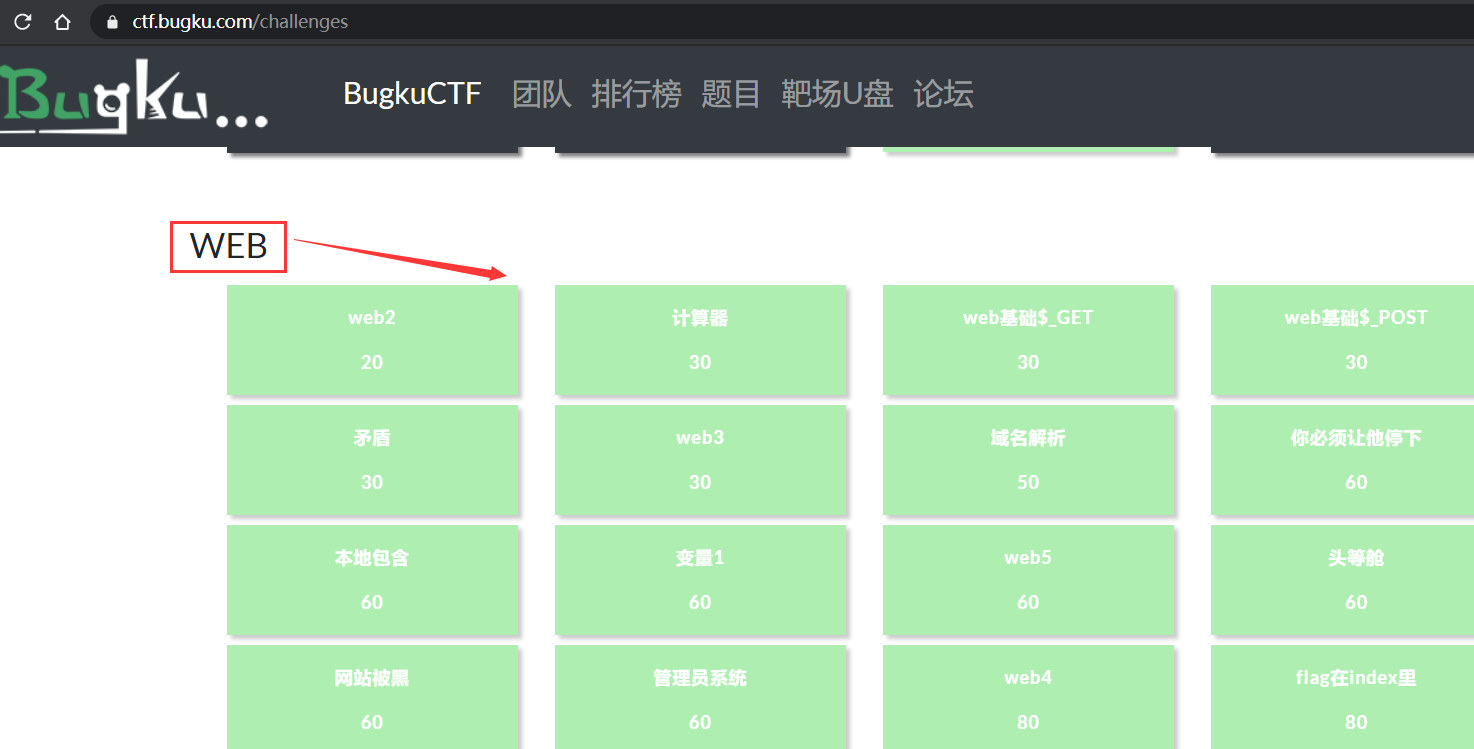 ctf.bugku.com/challenges
Bugku...
BugkuCTF 团队 排行榜 题目 靶场U盘 论坛
WEB
web2 计算器 web基础$_GET web基础$_POST
20 30 30 30
矛盾 web3 域名解析 你必须让他停下
30 30 50 60
本地包含 变量1 web5 头等舱
60 60 60 60
网站被黑 管理员系统 web4 flag在index里
60 60 80 80